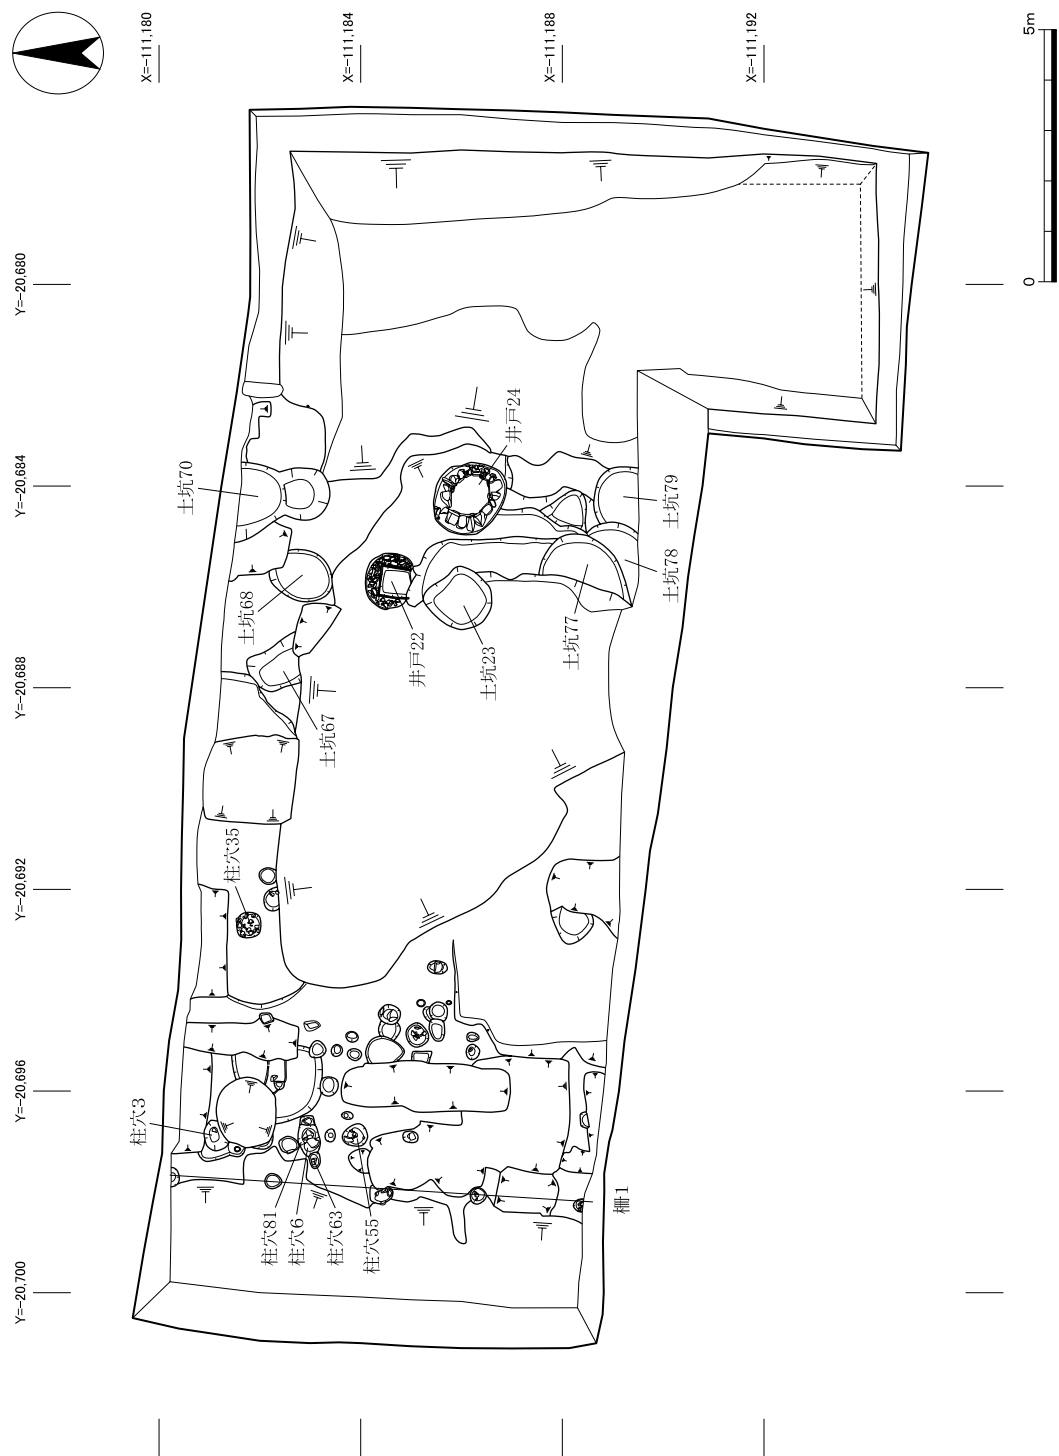 X=-111,180
X=-111,184
X=-111,188
X=-111,192
5m
0
Y=-20,680
Y=-20,684
Y=-20,688
Y=-20,692
Y=-20,696
Y=-20,700
井戸24
土坑70
土坑79
土坑78
土坑68
井戸22
土坑23
土坑77
土坑67
柱穴35
柱穴3
柱穴81
柱穴6
柱穴63
柱穴55
柵1